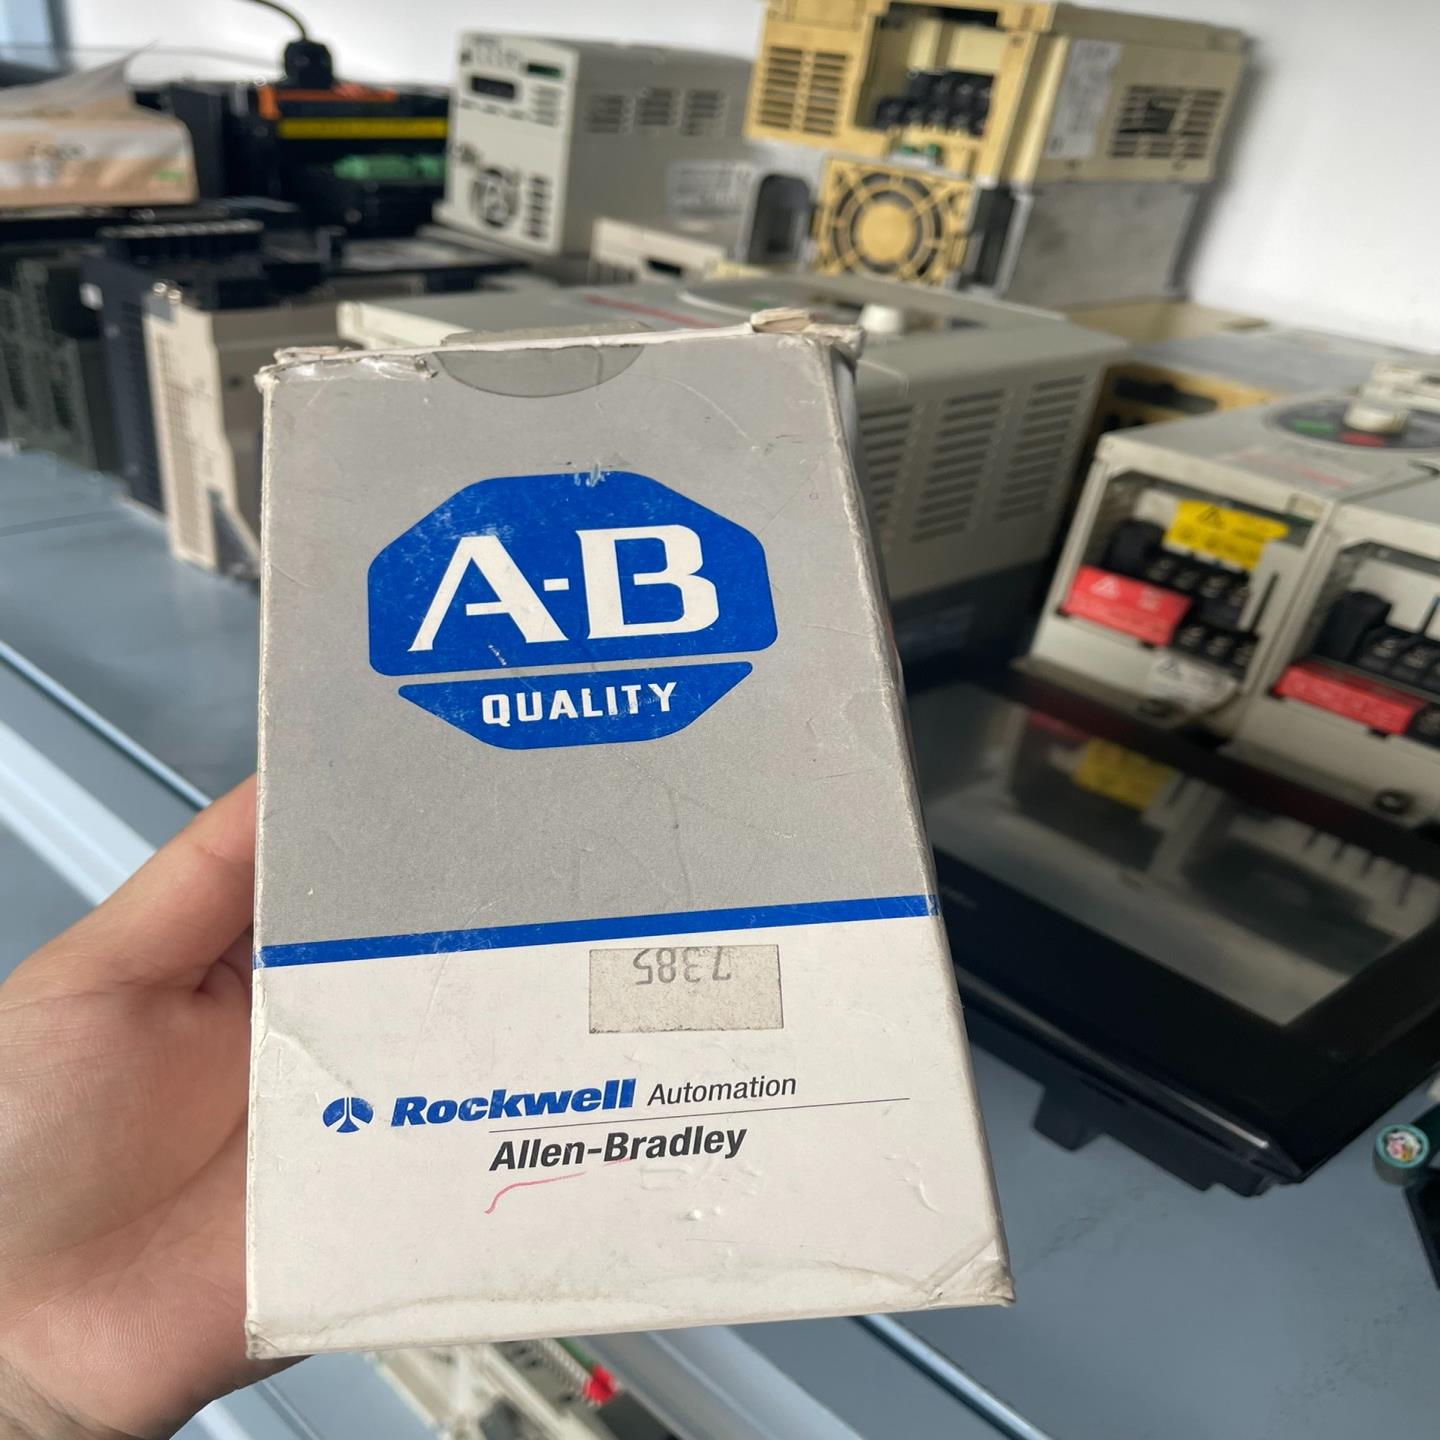 A-B
QUALITY
7385
Rockwell Automation
Allen-Bradley